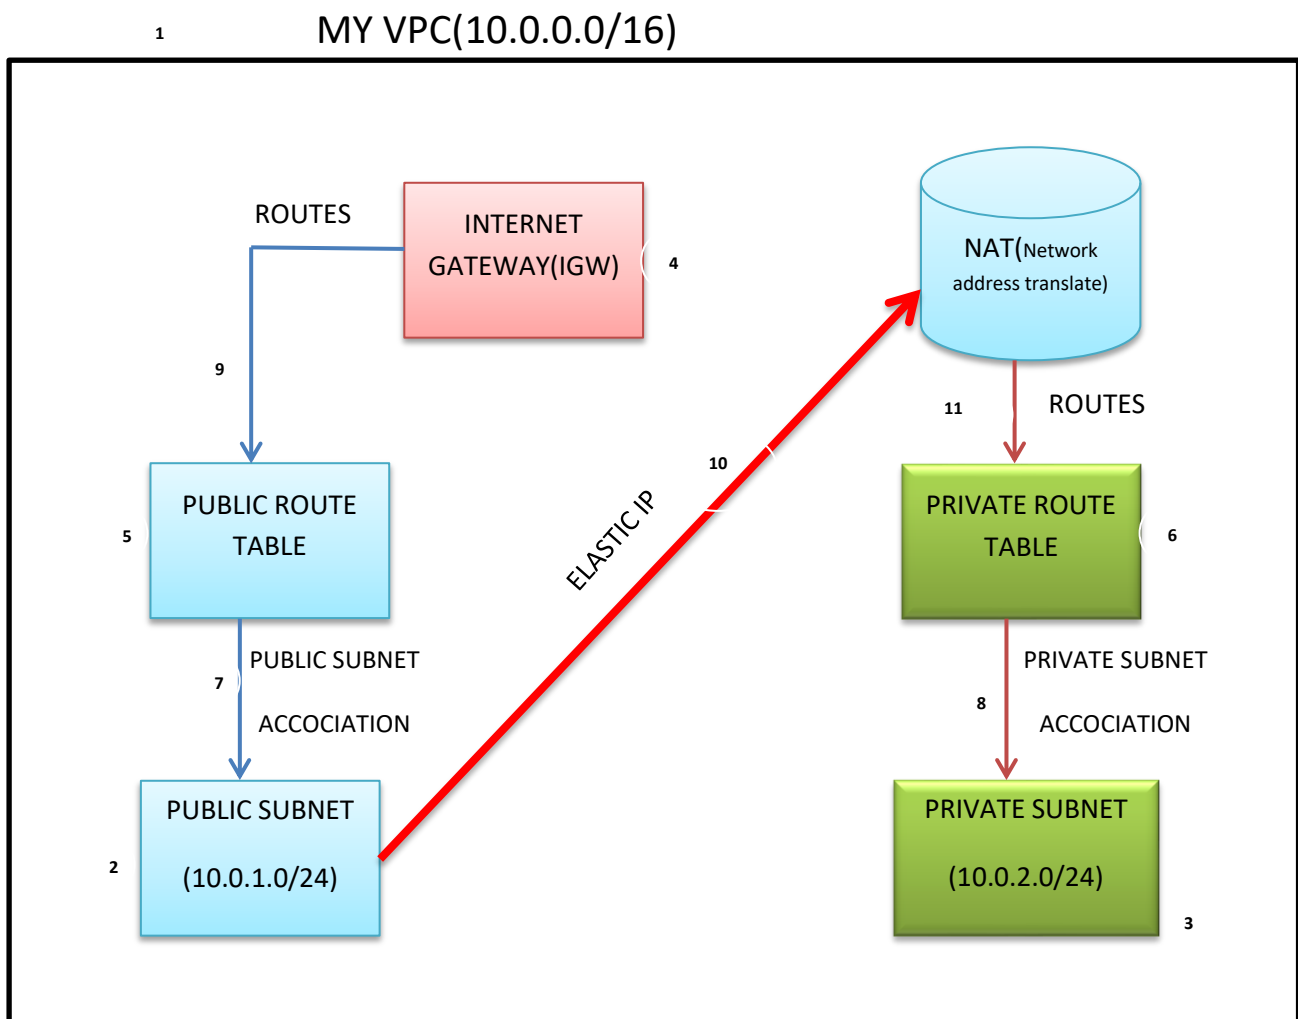 1
MY VPC(10.0.0.0/16)
ROUTES
INTERNET
GATEWAY(IGW)
4
NAT(Network
address translate)
9
11
ROUTES
10
ELASTIC IP
5
PUBLIC ROUTE
TABLE
PRIVATE ROUTE
TABLE
6
7
PUBLIC SUBNET
ACCOCIATION
8
PRIVATE SUBNET
ACCOCIATION
2
PUBLIC SUBNET
(10.0.1.0/24)
PRIVATE SUBNET
(10.0.2.0/24)
3